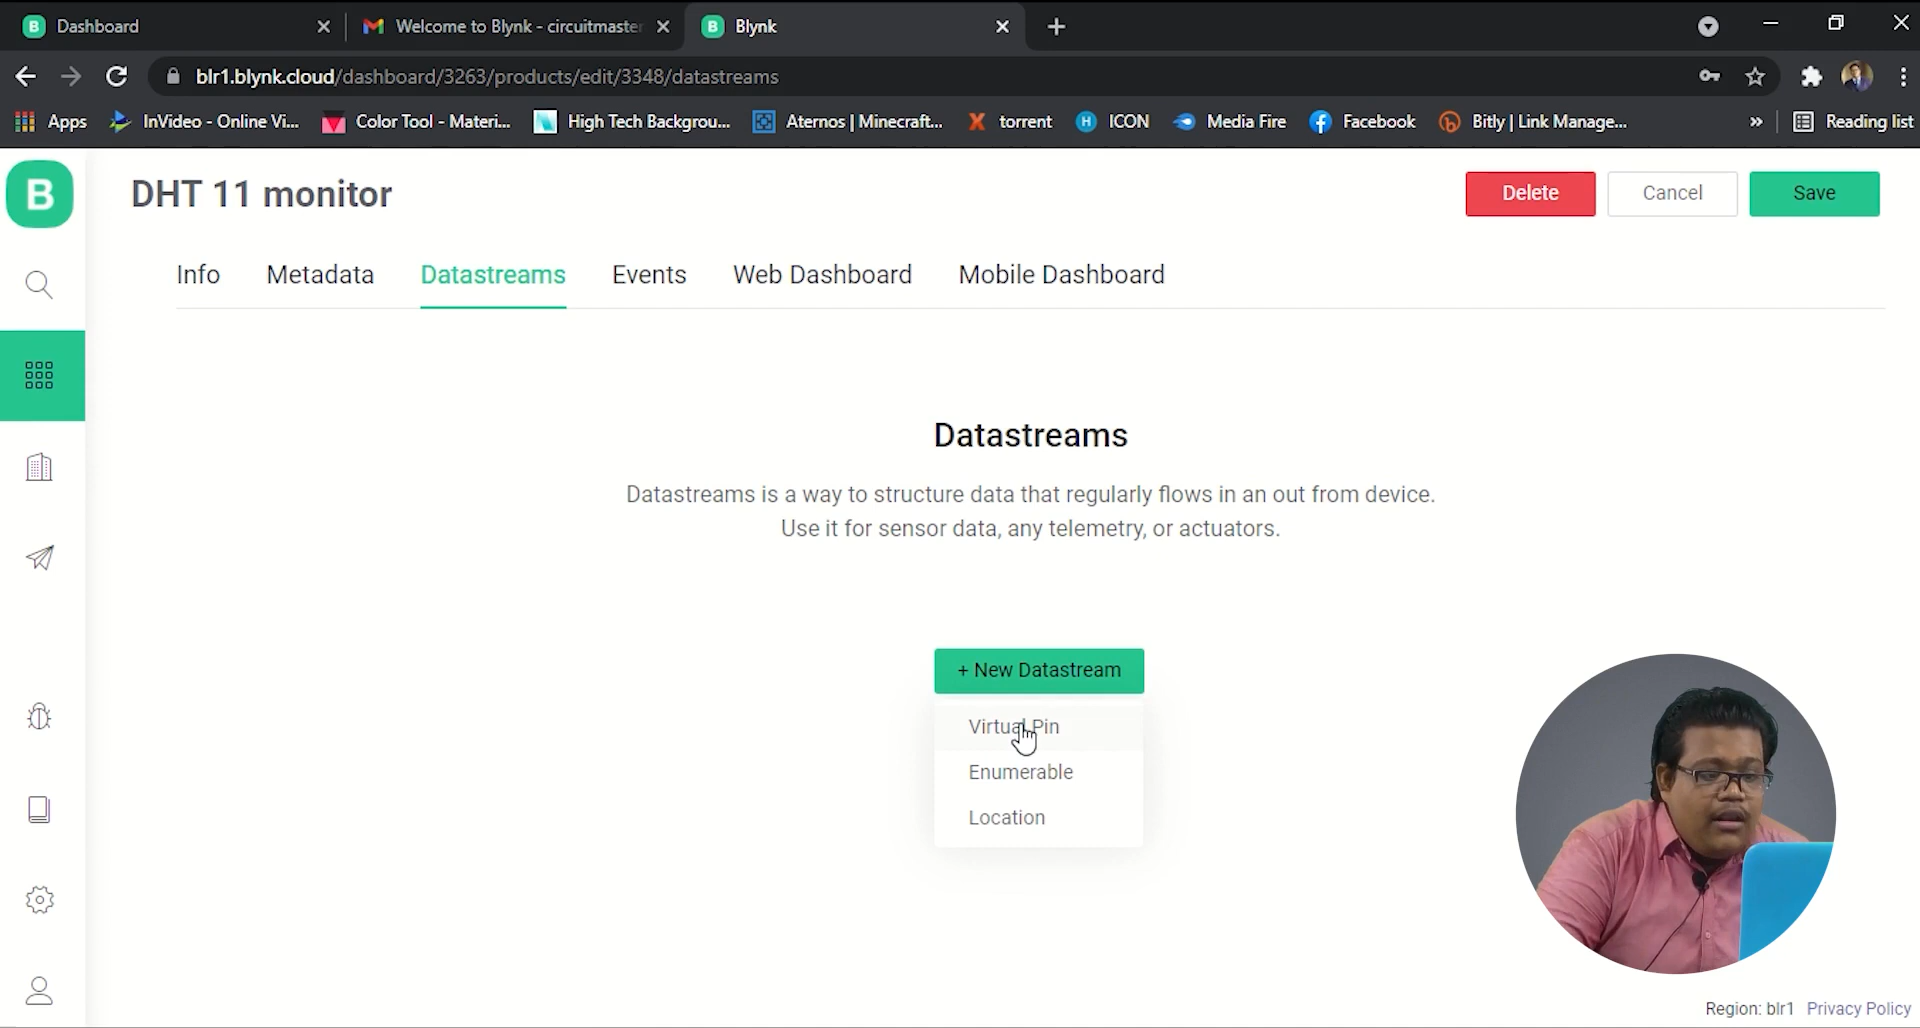 Dashboard
Welcome to Blynk - circuitmaster
Blynk
blr1.blynk.cloud/dashboard/3263/products/edit/3348/datastreams
Apps
InVideo - Online Vi...
Color Tool - Materi...
High Tech Backgrou...
Aternos | Minecraft...
torrent
ICON
Media Fire
Facebook
Bitly | Link Manage...
»
Reading list
B
DHT 11 monitor
Delete
Cancel
Save
Info
Metadata
Datastreams
Events
Web Dashboard
Mobile Dashboard
Datastreams
Datastreams is a way to structure data that regularly flows in an out from device.
Use it for sensor data, any telemetry, or actuators.
+ New Datastream
Virtual Pin
Enumerable
Location
Region: blr1
Privacy Policy